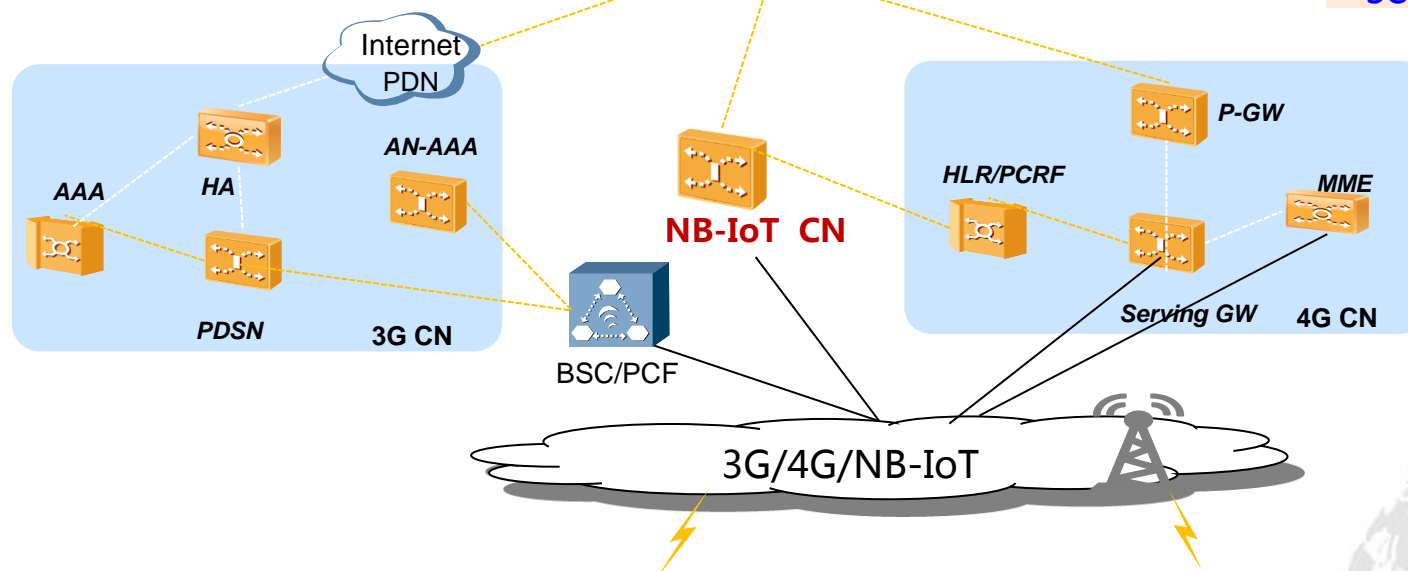 Internet
PDN
AAA
HA
AN-AAA
PDSN
3G CN
BSC/PCF
NB-IoT CN
HLR/PCRF
P-GW
MME
Serving GW
4G CN
3G/4G/NB-IoT